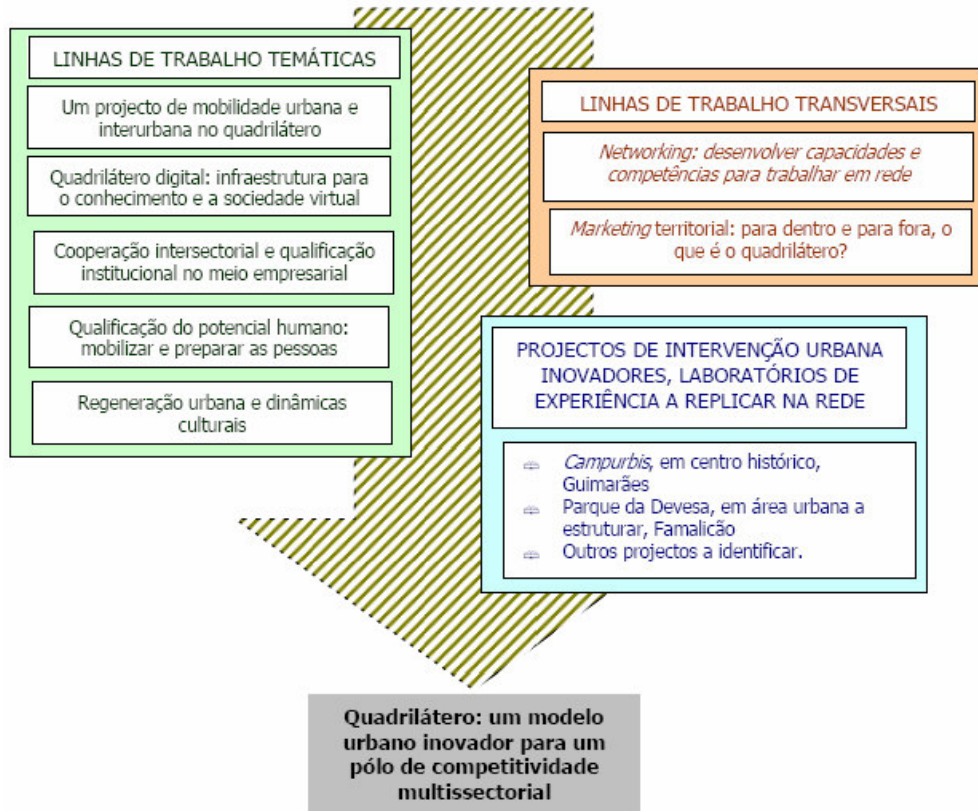 LINHAS DE TRABALHO TEMÁTICAS
Um projecto de mobilidade urbana e
interurbana no quadrilátero
Quadrilátero digital: infraestrutura para
o conhecimento e a sociedade virtual
Cooperação intersectorial e qualificação
institucional no meio empresarial
Qualificação do potencial humano:
mobilizar e preparar as pessoas
Regeneração urbana e dinâmicas
culturais
LINHAS DE TRABALHO TRANSVERSAIS
Networking: desenvolver capacidades e
competências para trabalhar em rede
Marketing territorial: para dentro e para fora, o
que é o quadrilátero?
PROJECTOS DE INTERVENÇÃO URBANA
INOVADORES, LABORATÓRIOS DE
EXPERIÊNCIA A REPLICAR NA REDE
Campurbis, em centro histórico,
Guimarães
Parque da Devesa, em área urbana a
estruturar, Famalicão
Outros projectos a identificar.
Quadrilátero: um modelo
urbano inovador para um
pólo de competitividade
multissectorial